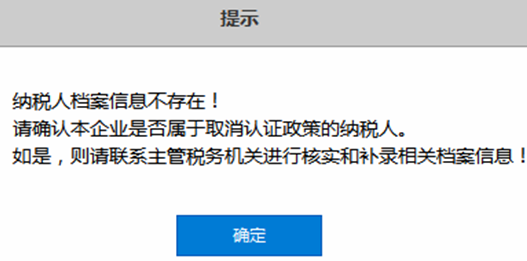 提示
纳税人档案信息不存在！
请确认本企业是否属于取消认证政策的纳税人。
如是，则请联系主管税务机关进行核实和补录相关档案信息！
确定